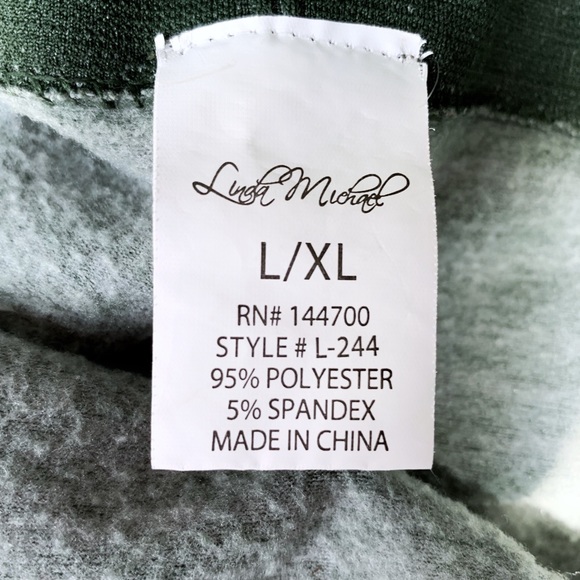 Linda Michael
L/XL
RN# 144700
STYLE # L-244
95% POLYESTER
5% SPANDEX
MADE IN CHINA